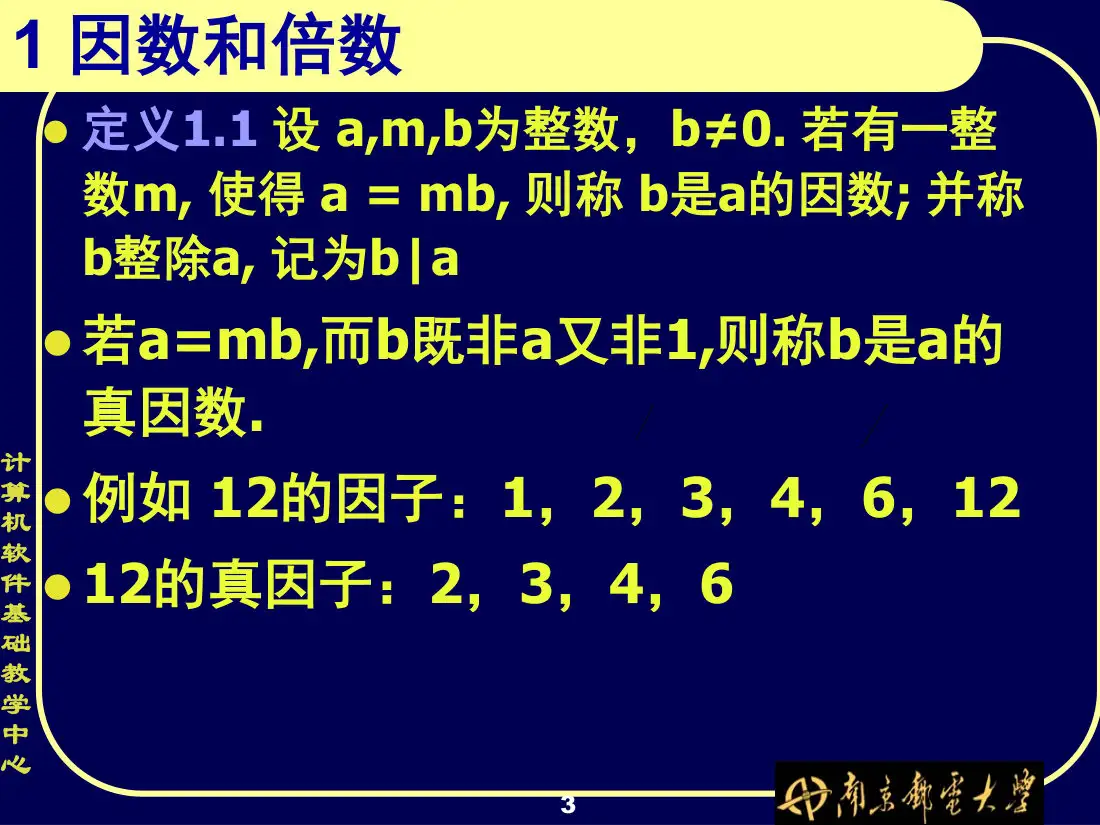 1 因数和倍数
定义1.1 设 a,m,b为整数，b≠0. 若有一整
数m, 使得 a = mb, 则称 b是a的因数; 并称
b整除a, 记为b|a
若a=mb,而b既非a又非1,则称b是a的
真因数.
例如 12的因子：1，2，3，4，6，12
12的真因子：2，3，4，6
计算机软件基础教学中心
3
南京邮電大学